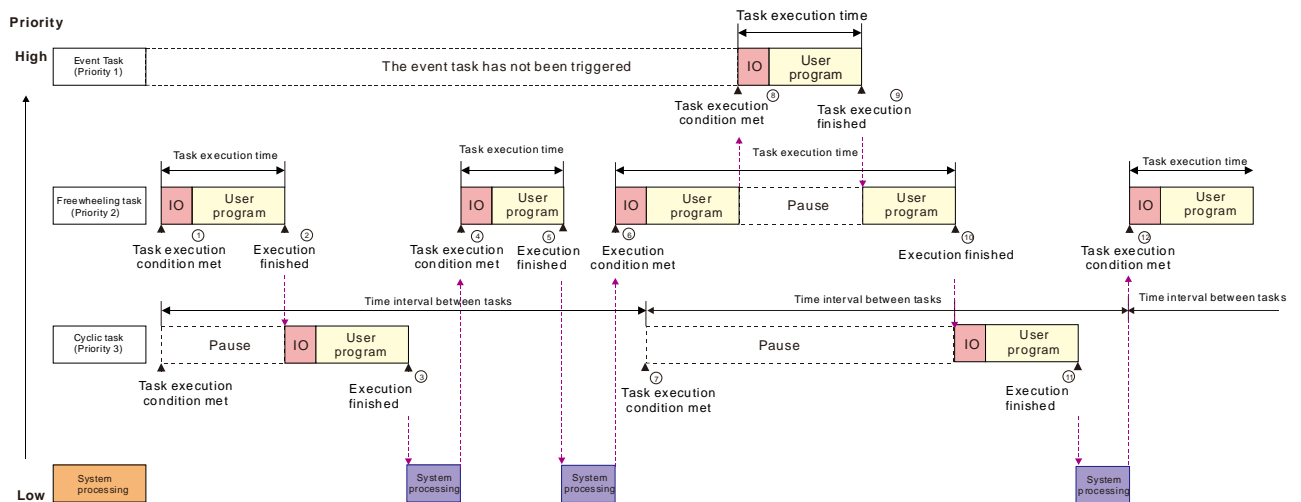 Priority
High
Task execution time
Event Task
(Priority 1)
The event task has not been triggered
IO
User
program
8
9
Task execution
condition met
Task execution
finished
Task execution time
Task execution time
Task execution time
Task execution time
Freewheeling task
(Priority 2)
IO
User
program
IO
User
program
IO
User
program
Pause
User
program
IO
User
program
1
2
4
5
6
10
12
Task execution
condition met
Execution
finished
Task execution
condition met
Execution
finished
Execution
condition met
Execution finished
Task execution
condition met
Time interval between tasks
Time interval between tasks
Time interval between tasks
Cyclic task
(Priority 3)
Pause
IO
User
program
Pause
IO
User
program
3
7
11
Task execution
condition met
Execution
finished
Task execution
condition met
Execution
finished
Low
System
processing
System
processing
System
processing
System
processing